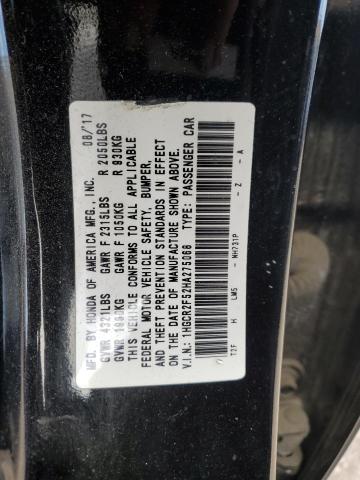 MFD. BY HONDA OF AMERICA MFG., INC. 08/'17
GVWR 4321LBS GAWR F 2315LBS R 2050LBS
GVWR 1960KG GAWR F 1050KG R 930KG
THIS VEHICLE CONFORMS TO ALL APPLICABLE
FEDERAL MOTOR VEHICLE SAFETY, BUMPER,
AND THEFT PREVENTION STANDARDS IN EFFECT
ON THE DATE OF MANUFACTURE SHOWN ABOVE.
V.I.N.: 1HGCR2F52HA275068 TYPE: PASSENGER CAR
T2F H LM5 - NH731P - Z - A